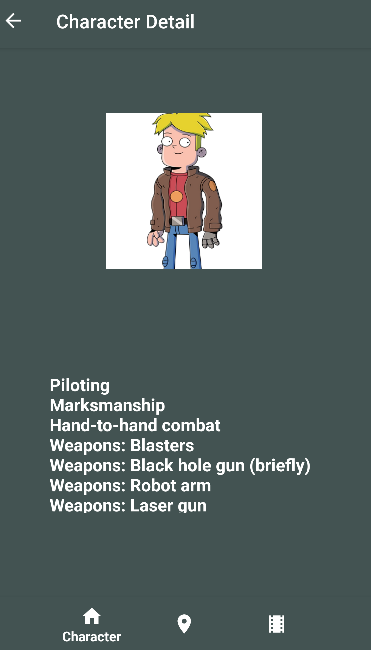 Character Detail
Piloting
Marksmanship
Hand-to-hand combat
Weapons: Blasters
Weapons: Black hole gun (briefly)
Weapons: Robot arm
Weapons: Laser gun
Character